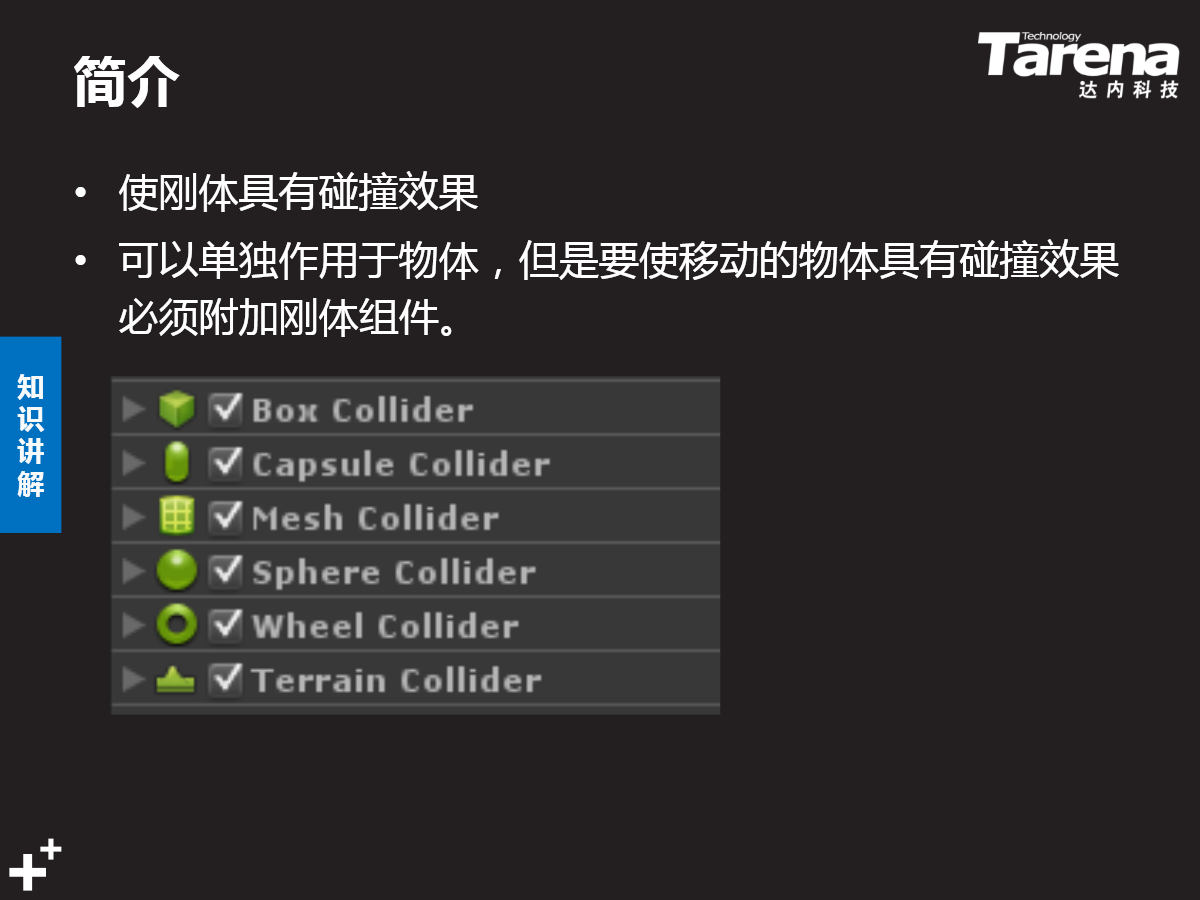 简介
Technology
Tarena
达内科技
• 使刚体具有碰撞效果
• 可以单独作用于物体，但是要使移动的物体具有碰撞效果
必须附加刚体组件。
知识讲解
Box Collider
Capsule Collider
Mesh Collider
Sphere Collider
Wheel Collider
Terrain Collider